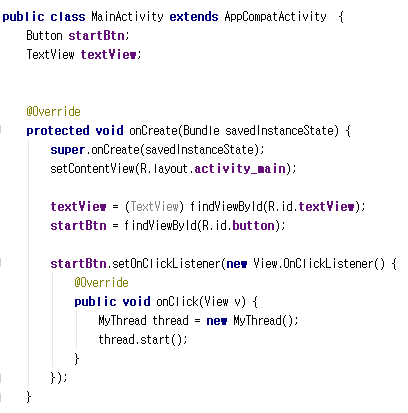 public class MainActivity extends AppCompatActivity  {
    Button startBtn;
    TextView textView;

    @Override
    protected void onCreate(Bundle savedInstanceState) {
        super.onCreate(savedInstanceState);
        setContentView(R.layout.activity_main);

        textView = (TextView) findViewById(R.id.textView);
        startBtn = findViewById(R.id.button);

        startBtn.setOnClickListener(new View.OnClickListener() {
            @Override
            public void onClick(View v) {
                MyThread thread = new MyThread();
                thread.start();
            }
        });
    }